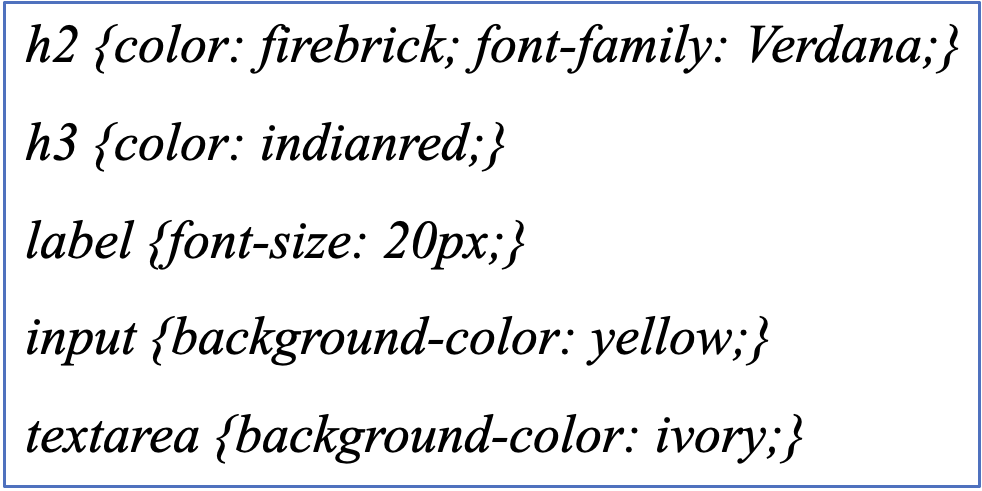 h2 {color: firebrick; font-family: Verdana;}
h3 {color: indianred;}
label {font-size: 20px;}
input {background-color: yellow;}
textarea {background-color: ivory;}